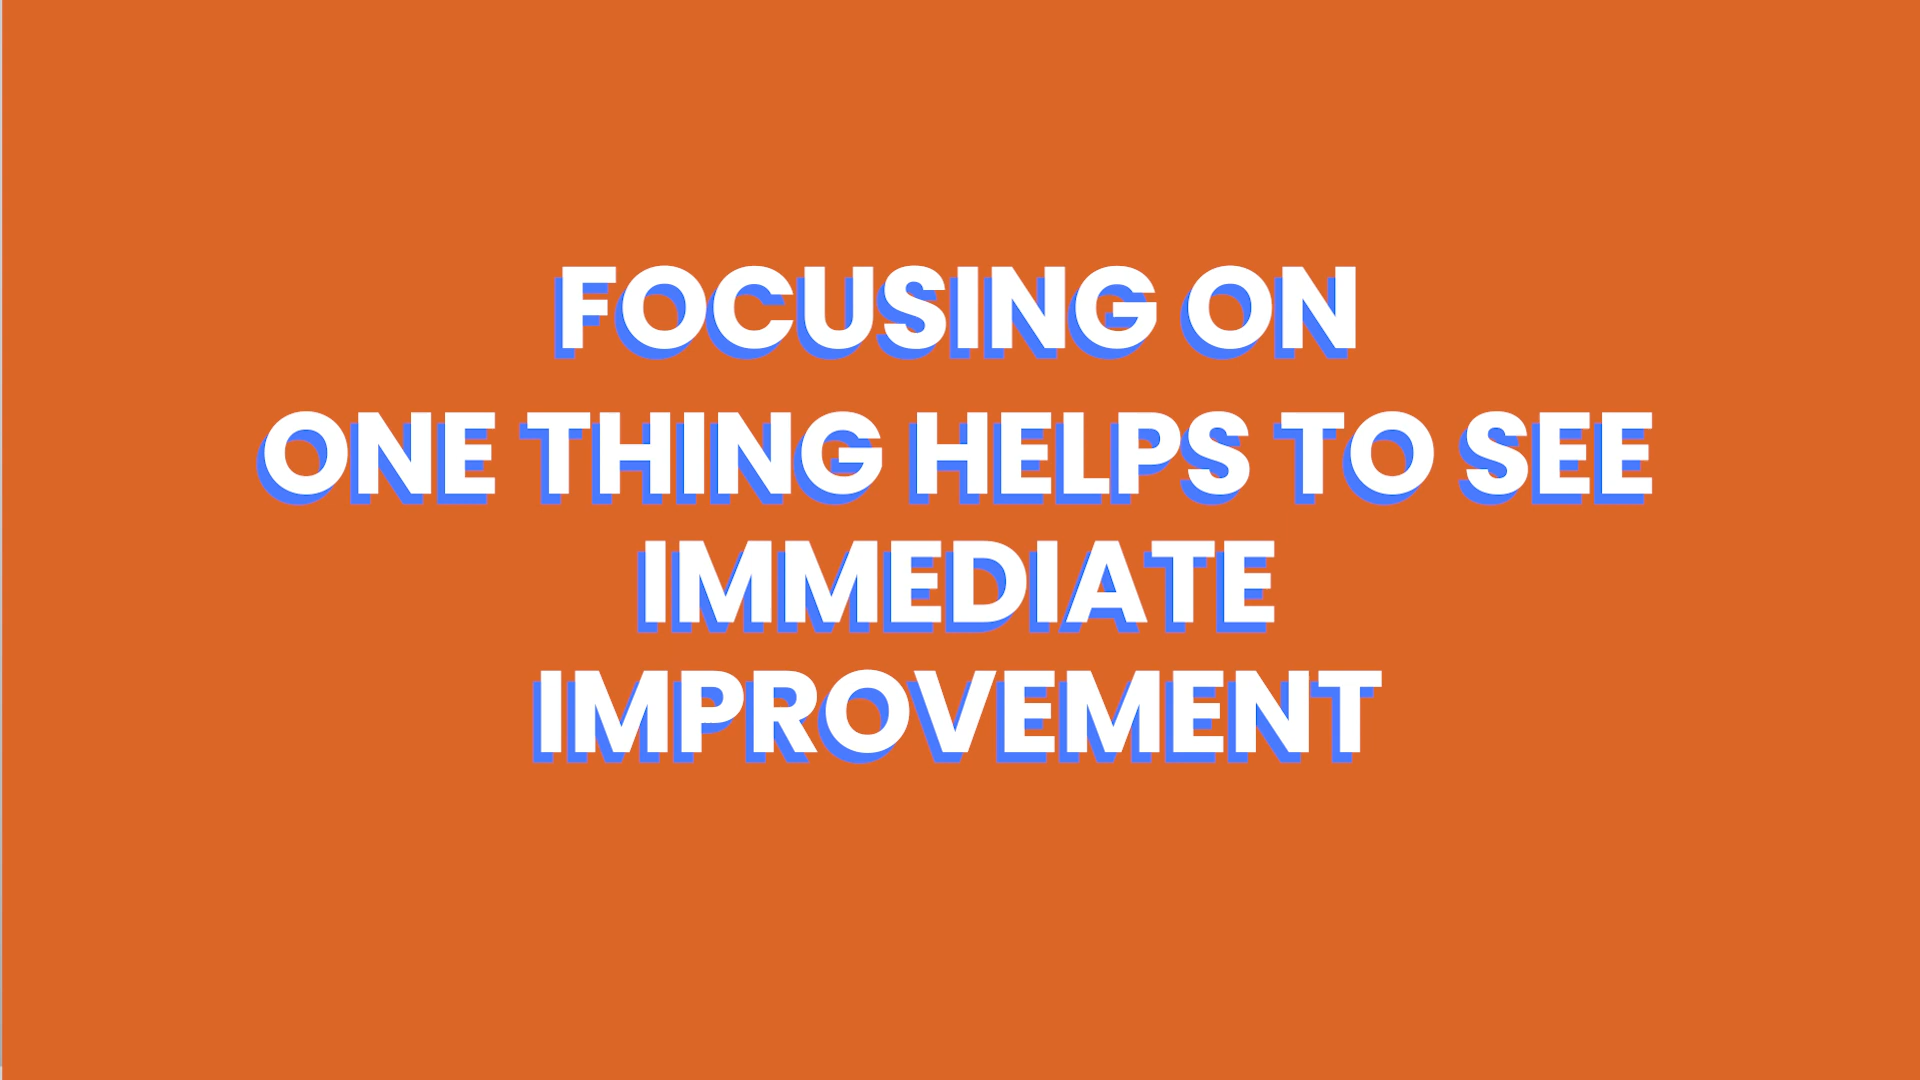 FOCUSING ON
ONE THING HELPS TO SEE
IMMEDIATE
IMPROVEMENT